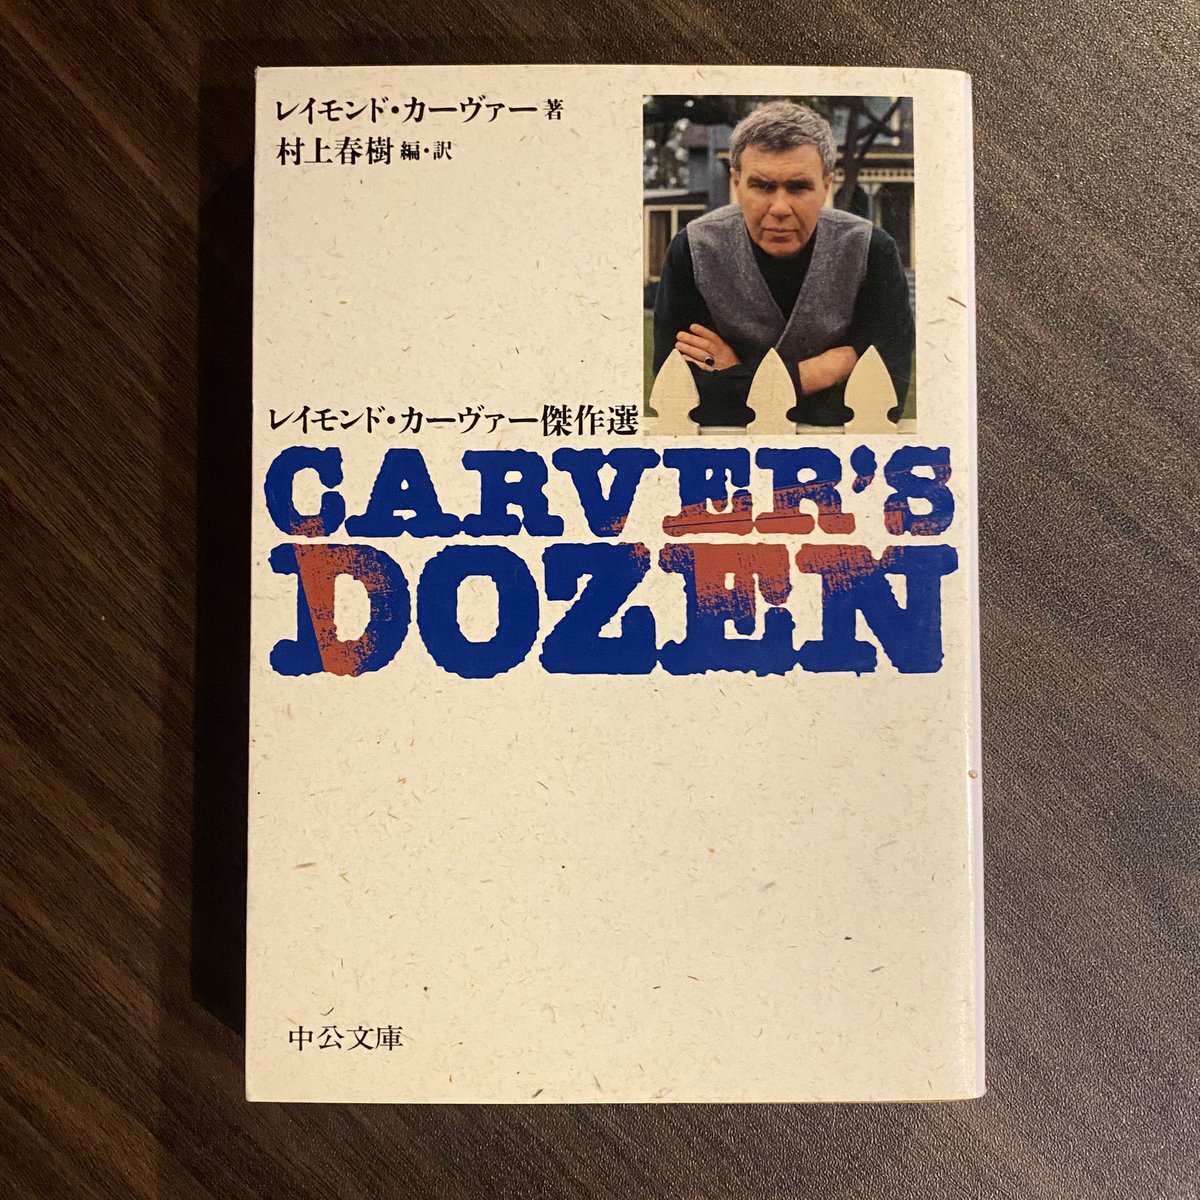 レイモンド・カーヴァー 著
村上春樹 編・訳
レイモンド・カーヴァー傑作選
CARVER'S
DOZEN
中公文庫